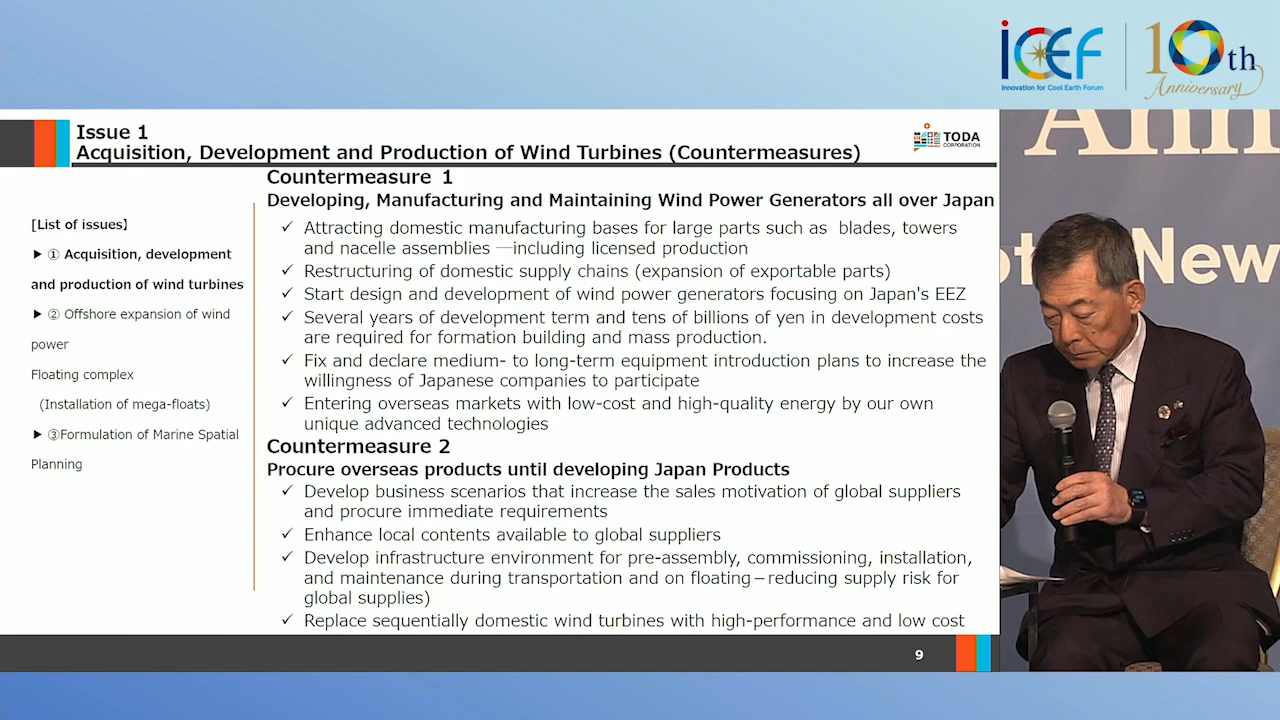 iCEF
Innovation for Cool Earth Forum
10th
Anniversary
Issue 1
Acquisition, Development and Production of Wind Turbines (Countermeasures)
TODA
CORPORATION
[List of issues】
▶ ① Acquisition, development
and production of wind turbines
▶ ② Offshore expansion of wind
power
Floating complex
(Installation of mega-floats)
▶ ③Formulation of Marine Spatial
Planning
Countermeasure 1
Developing, Manufacturing and Maintaining Wind Power Generators all over Japan
✓ Attracting domestic manufacturing bases for large parts such as blades, towers
and nacelle assemblies ―including licensed production
✓ Restructuring of domestic supply chains (expansion of exportable parts)
✓ Start design and development of wind power generators focusing on Japan's EEZ
✓ Several years of development term and tens of billions of yen in development costs
are required for formation building and mass production.
✓ Fix and declare medium- to long-term equipment introduction plans to increase the
willingness of Japanese companies to participate
✓ Entering overseas markets with low-cost and high-quality energy by our own
unique advanced technologies
Countermeasure 2
Procure overseas products until developing Japan Products
✓ Develop business scenarios that increase the sales motivation of global suppliers
and procure immediate requirements
✓ Enhance local contents available to global suppliers
✓ Develop infrastructure environment for pre-assembly, commissioning, installation,
and maintenance during transportation and on floating－reducing supply risk for
global supplies)
✓ Replace sequentially domestic wind turbines with high-performance and low cost
9
Ann
New